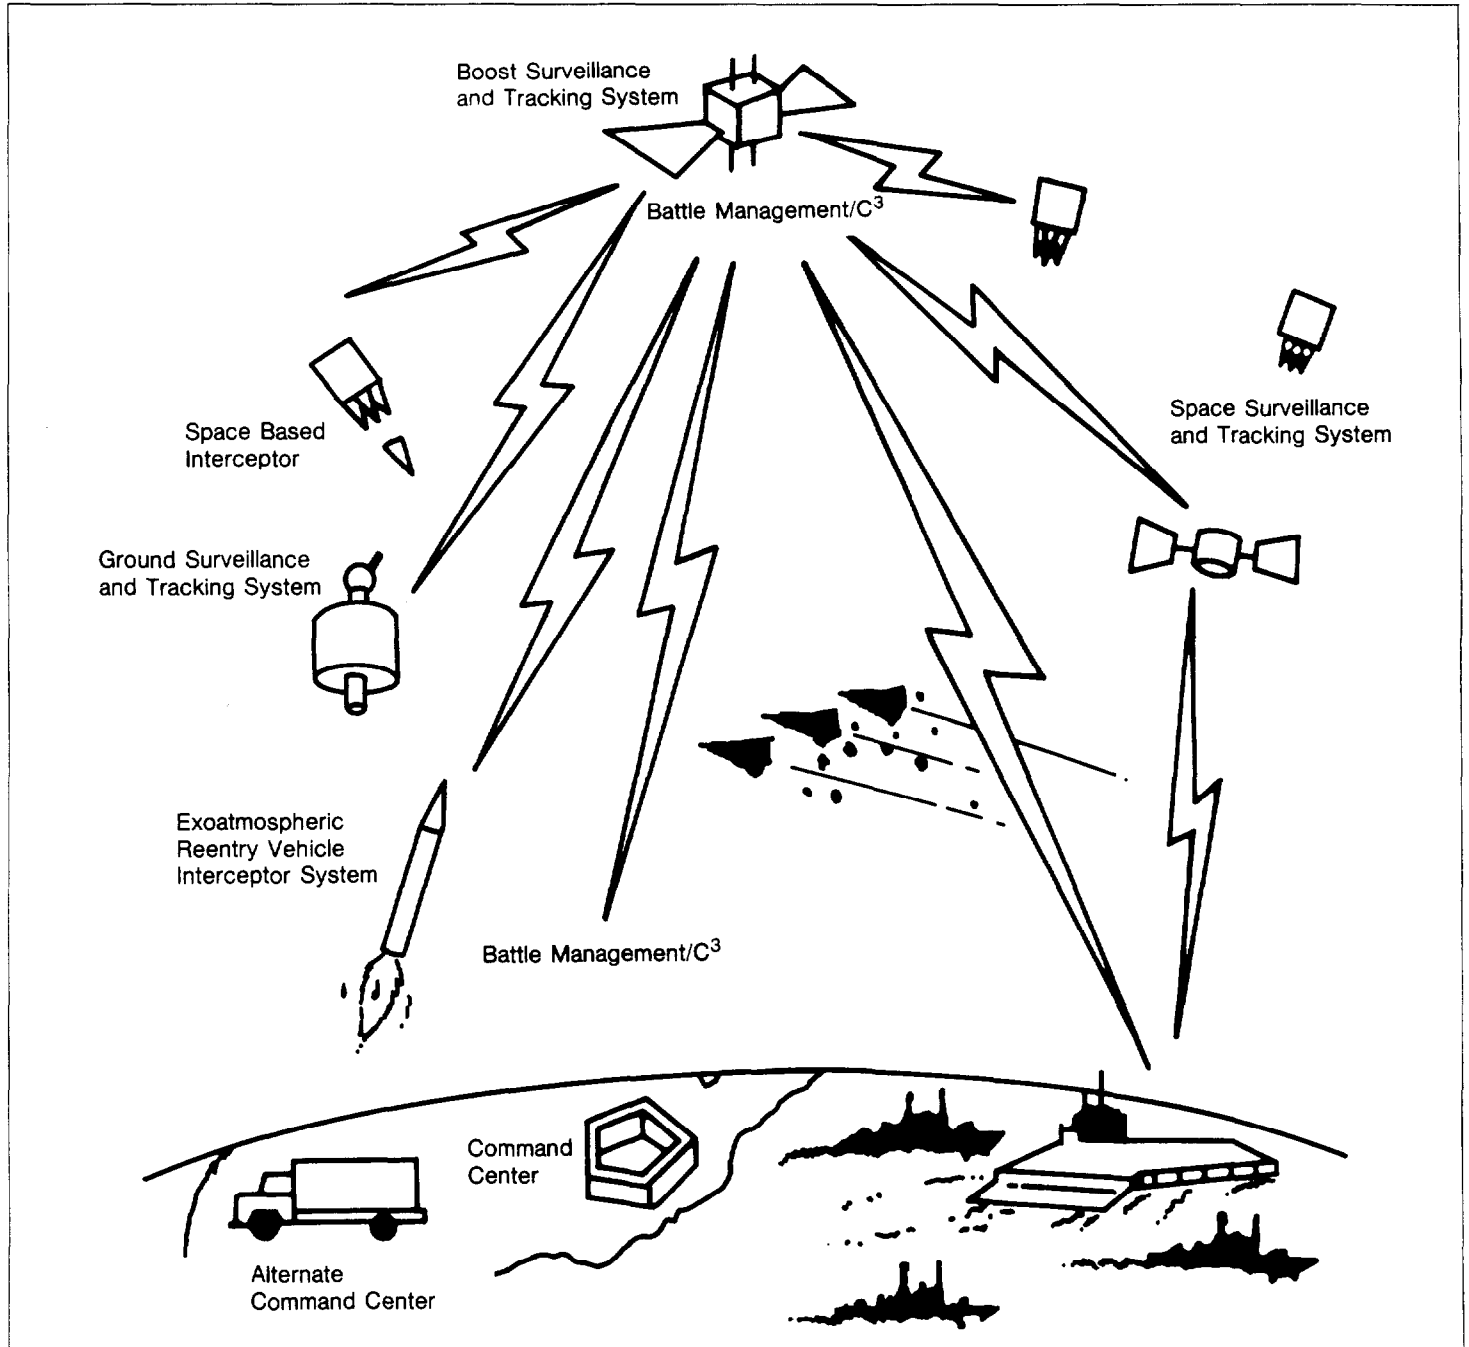 Boost Surveillance
and Tracking System
Battle Management/C³
Space Based
Interceptor
Space Surveillance
and Tracking System
Ground Surveillance
and Tracking System
Exoatmospheric
Reentry Vehicle
Interceptor System
Battle Management/C³
Command
Center
Alternate
Command Center